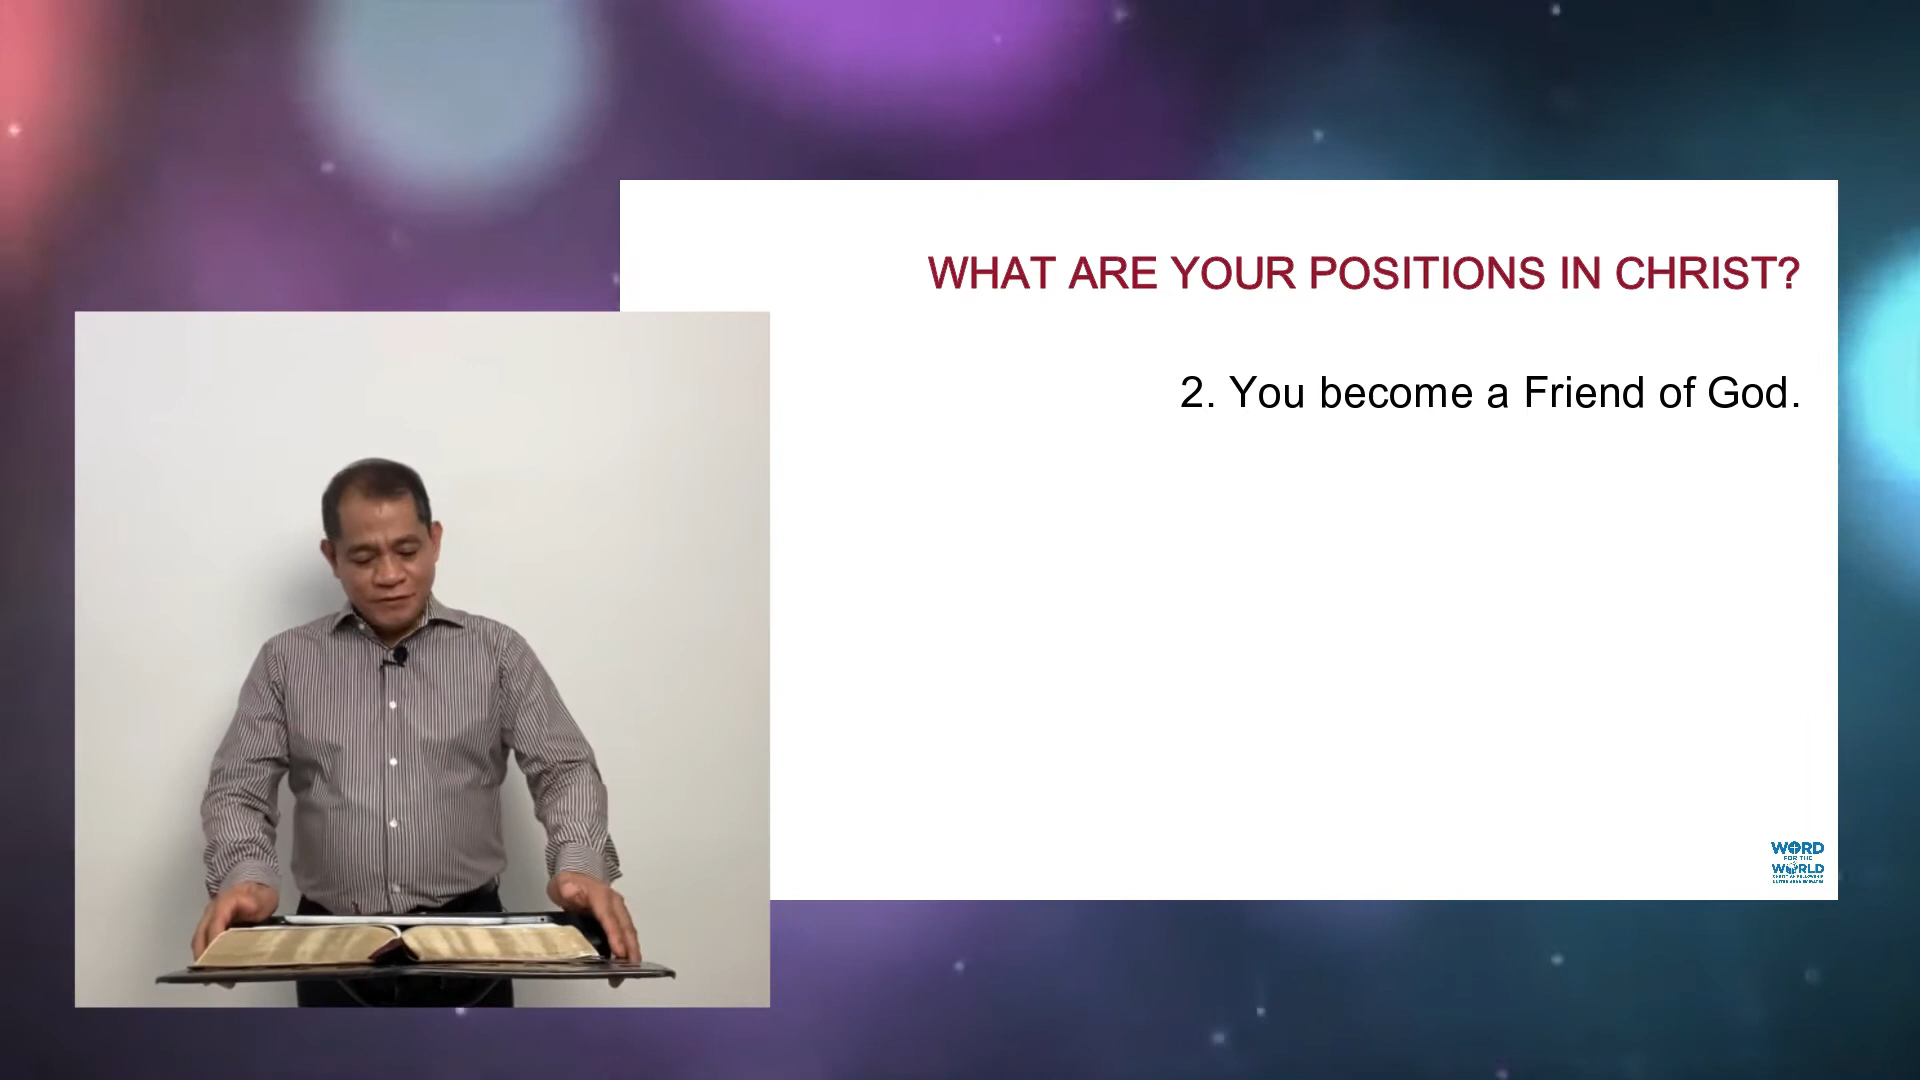 WHAT ARE YOUR POSITIONS IN CHRIST?
2. You become a Friend of God.
WORD
FOR THE
WORLD